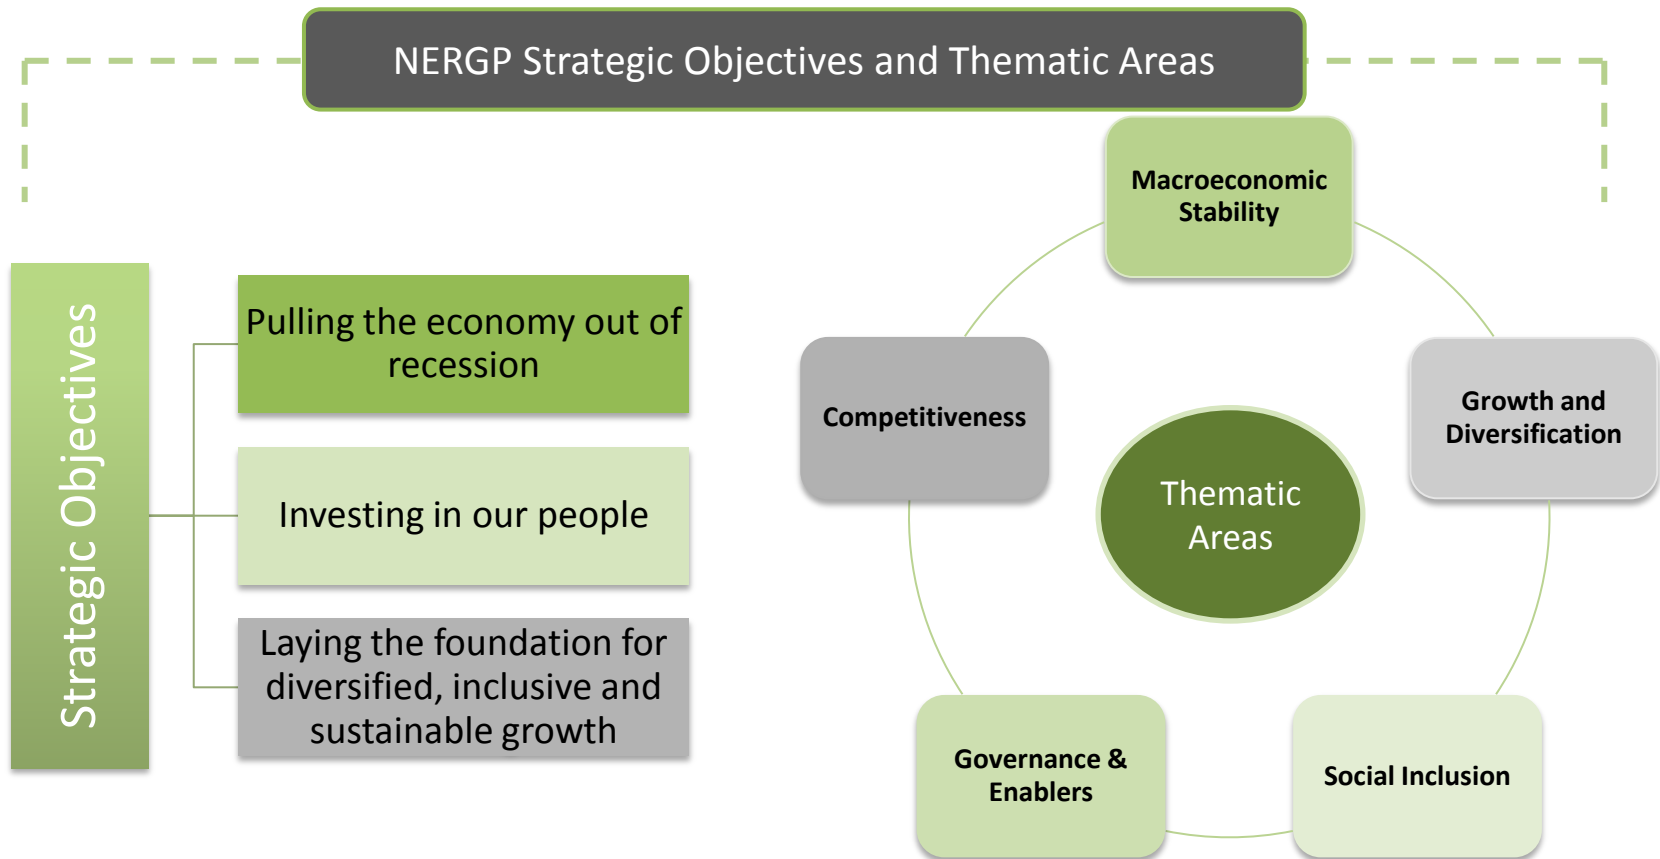 NERGP Strategic Objectives and Thematic Areas
Strategic Objectives
Pulling the economy out of
recession
Investing in our people
Laying the foundation for
diversified, inclusive and
sustainable growth
Thematic
Areas
Macroeconomic
Stability
Growth and
Diversification
Social Inclusion
Governance &
Enablers
Competitiveness